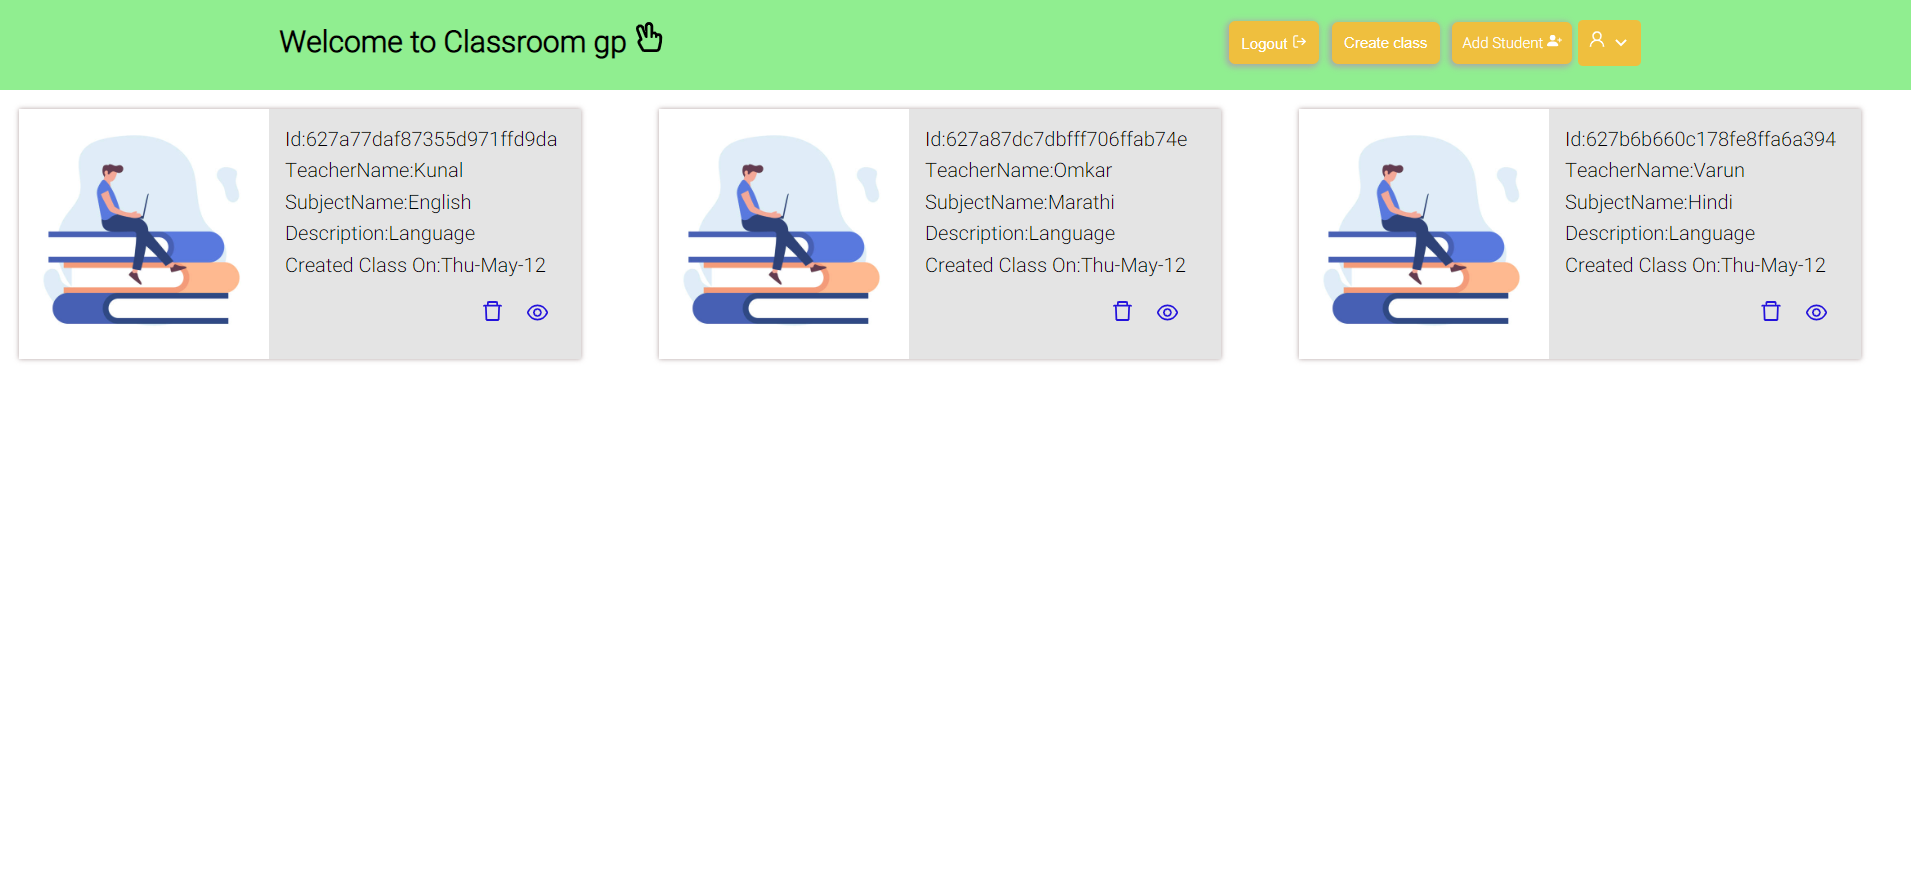 Welcome to Classroom gp
Logout
Create class
Add Student
Id:627a77daf87355d971ffd9da
TeacherName:Kunal
SubjectName:English
Description:Language
Created Class On:Thu-May-12
Id:627a87dc7dbfff706ffab74e
TeacherName:Omkar
SubjectName:Marathi
Description:Language
Created Class On:Thu-May-12
Id:627b6b660c178fe8ffa6a394
TeacherName:Varun
SubjectName:Hindi
Description:Language
Created Class On:Thu-May-12